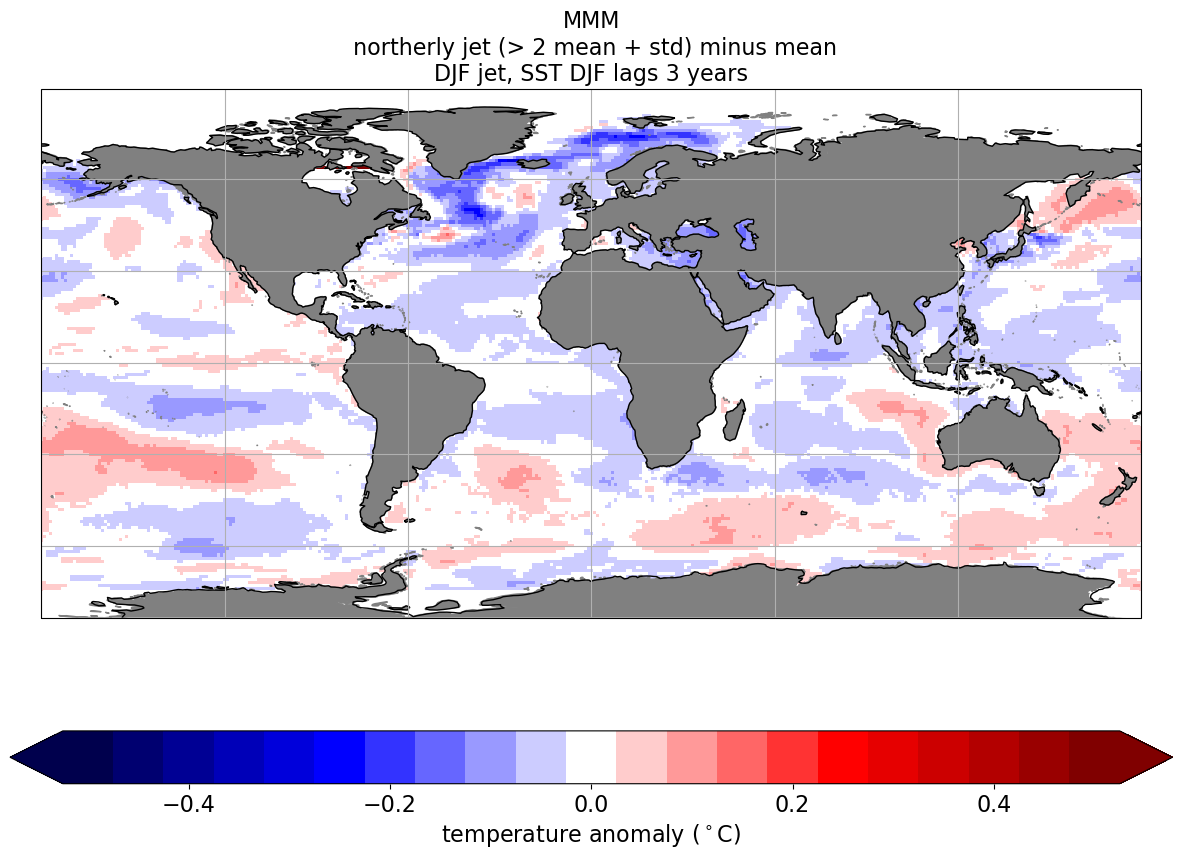 MMM
northerly jet (> 2 mean + std) minus mean
DJF jet, SST DJF lags 3 years
−0.4 −0.2 0.0 0.2 0.4
temperature anomaly (°C)